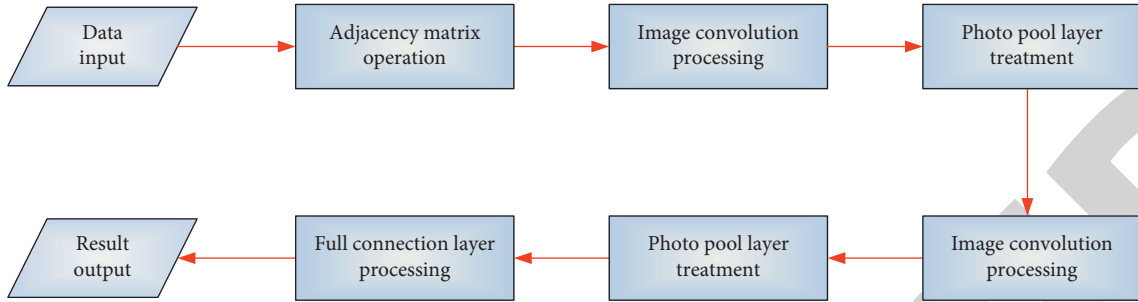 Data
input
Adjacency matrix
operation
Image convolution
processing
Photo pool layer
treatment
Image convolution
processing
Photo pool layer
treatment
Full connection layer
processing
Result
output